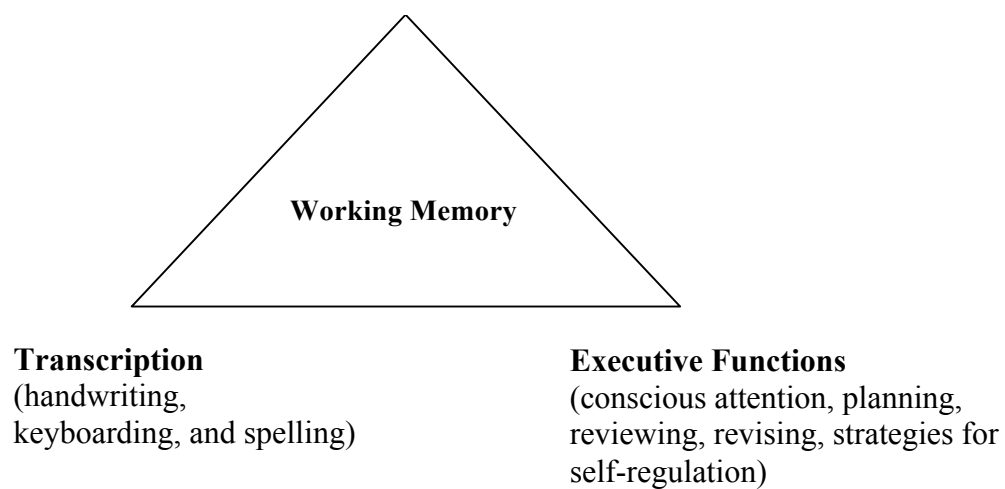 Working Memory
Transcription
(handwriting,
keyboarding, and spelling)
Executive Functions
(conscious attention, planning,
reviewing, revising, strategies for
self-regulation)